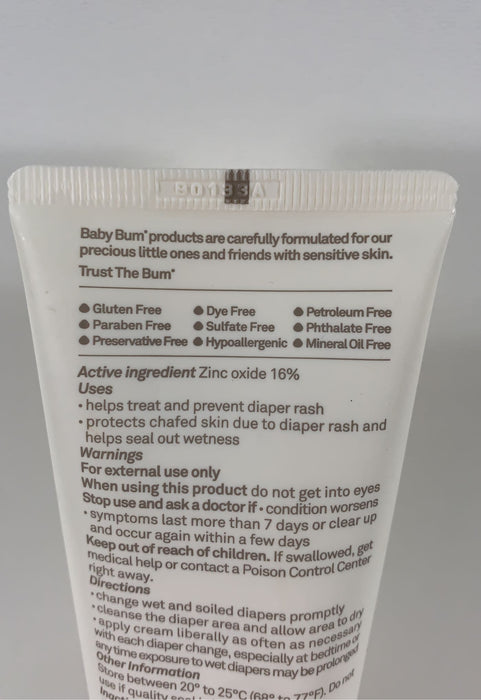 Baby Bum® products are carefully formulated for our
precious little ones and friends with sensitive skin.
Trust The Bum®
Gluten Free Dye Free Petroleum Free
Paraben Free Sulfate Free Phthalate Free
Preservative Free Hypoallergenic Mineral Oil Free
Active ingredient Zinc oxide 16%
Uses
• helps treat and prevent diaper rash
• protects chafed skin due to diaper rash and
helps seal out wetness
Warnings
For external use only
When using this product do not get into eyes
Stop use and ask a doctor if • condition worsens
• symptoms last more than 7 days or clear up
and occur again within a few days
Keep out of reach of children. If swallowed, get
medical help or contact a Poison Control Center
right away.
Directions
• change wet and soiled diapers promptly
• cleanse the diaper area and allow area to dry
• apply cream liberally as often as necessary
with each diaper change, especially at bedtime or
any time exposure to wet diapers may be prolonged
Other Information
Store between 20° to 25°C (68° to 77°F). Do not
use if quality seal